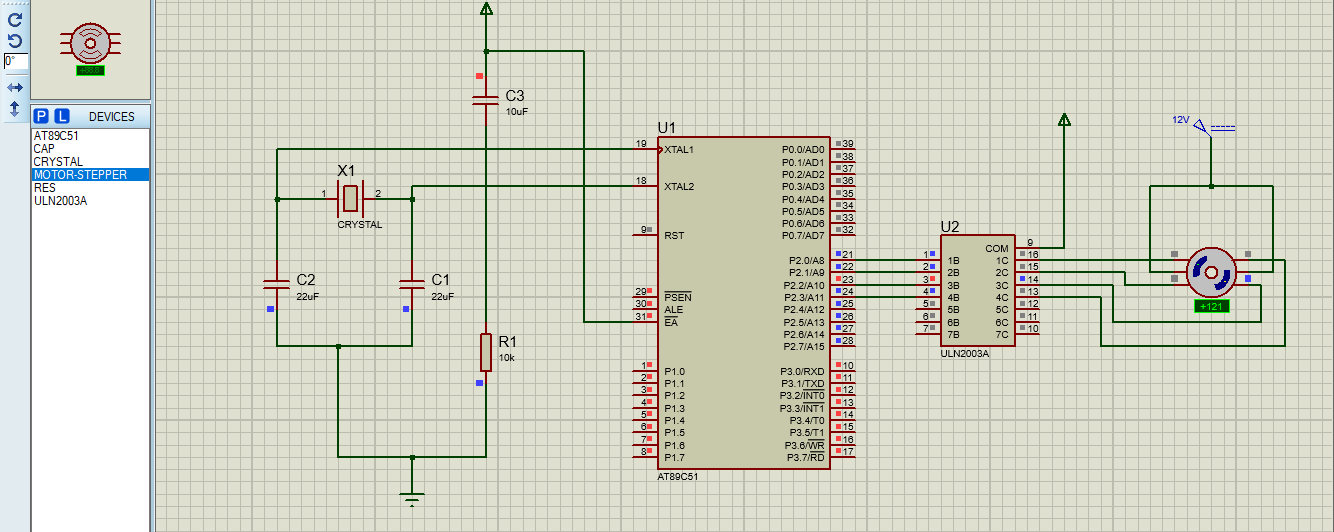 0°
P L DEVICES
AT89C51
CAP
CRYSTAL
MOTOR-STEPPER
RES
ULN2003A
C3
10uF
X1
1
2
CRYSTAL
C2
22uF
C1
22uF
R1
10k
U1
19 XTAL1
18 XTAL2
9 RST
29 PSEN
30 ALE
31 EA
1 P1.0
2 P1.1
3 P1.2
4 P1.3
5 P1.4
6 P1.5
7 P1.6
8 P1.7
P0.0/AD0 39
P0.1/AD1 38
P0.2/AD2 37
P0.3/AD3 36
P0.4/AD4 35
P0.5/AD5 34
P0.6/AD6 33
P0.7/AD7 32
P2.0/A8 21
P2.1/A9 22
P2.2/A10 23
P2.3/A11 24
P2.4/A12 25
P2.5/A13 26
P2.6/A14 27
P2.7/A15 28
P3.0/RXD 10
P3.1/TXD 11
P3.2/INT0 12
P3.3/INT1 13
P3.4/T0 14
P3.5/T1 15
P3.6/WR 16
P3.7/RD 17
AT89C51
U2
COM 9
1 1B 1C 16
2 2B 2C 15
3 3B 3C 14
4 4B 4C 13
5 5B 5C 12
6 6B 6C 11
7 7B 7C 10
ULN2003A
12V
+121